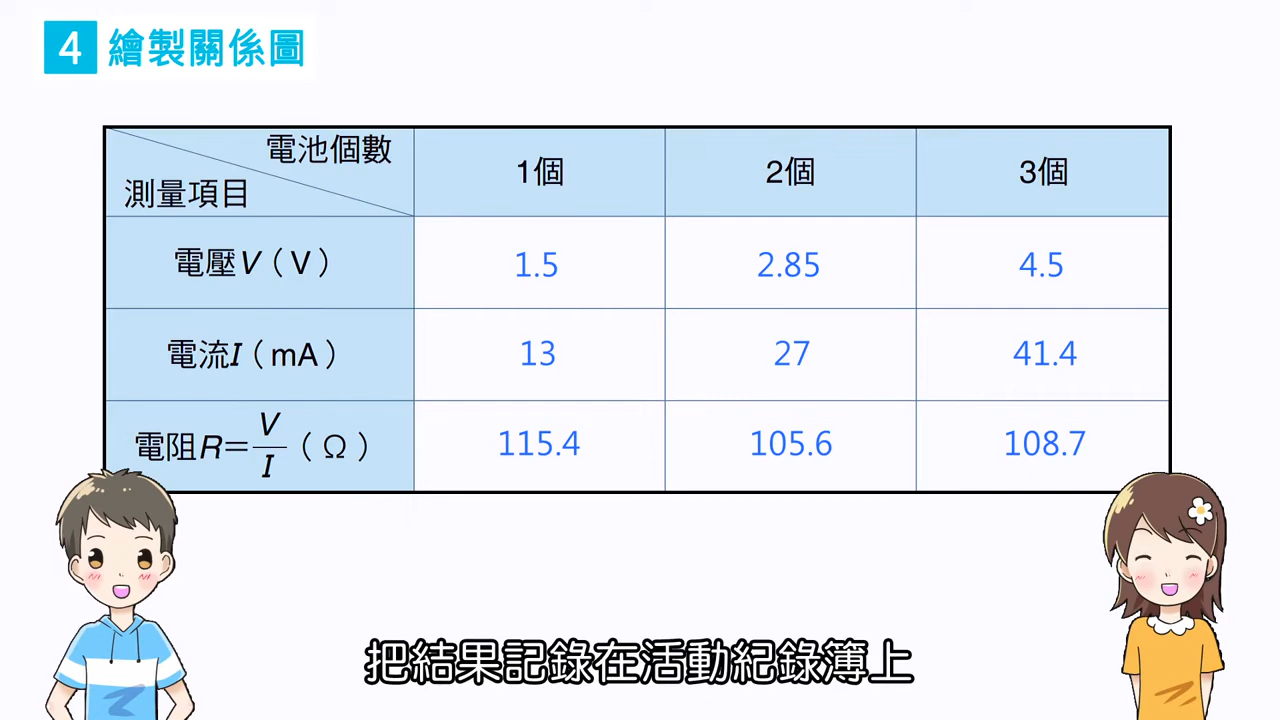 4 繪製關係圖
電池個數
測量項目
1個 2個 3個
電壓V(V) 1.5 2.85 4.5
電流I(mA) 13 27 41.4
電阻R=V/I(Ω) 115.4 105.6 108.7
把結果記錄在活動紀錄簿上